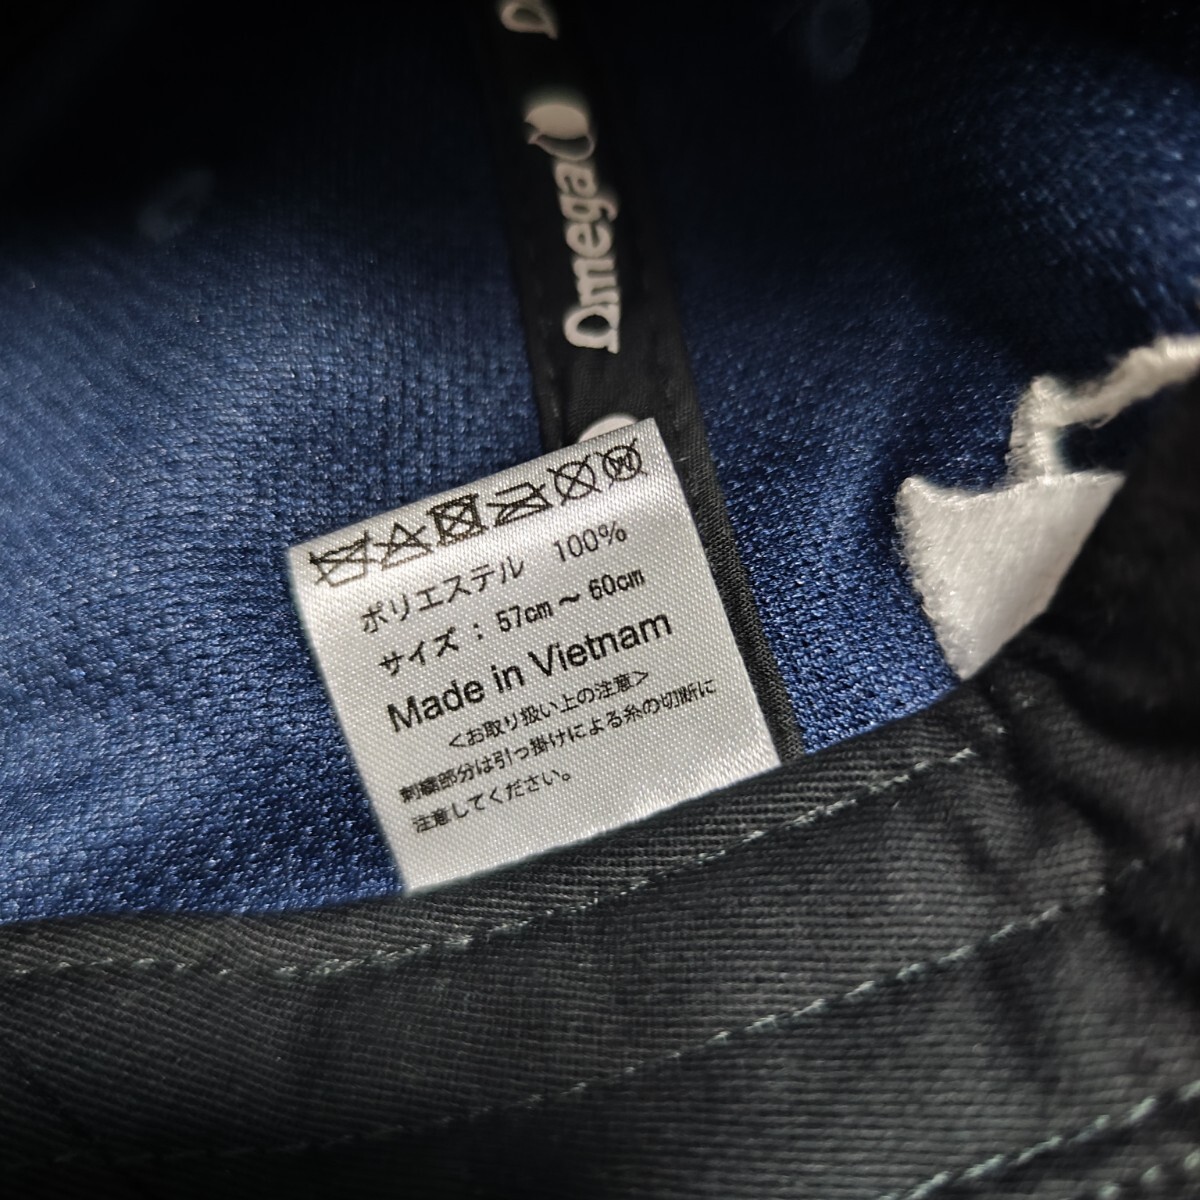 Omega
ポリエステル 100%
サイズ：57cm～60cm
Made in Vietnam
＜お取り扱い上の注意＞
刺繍部分は引っ掛けによる糸の切断に
注意してください。